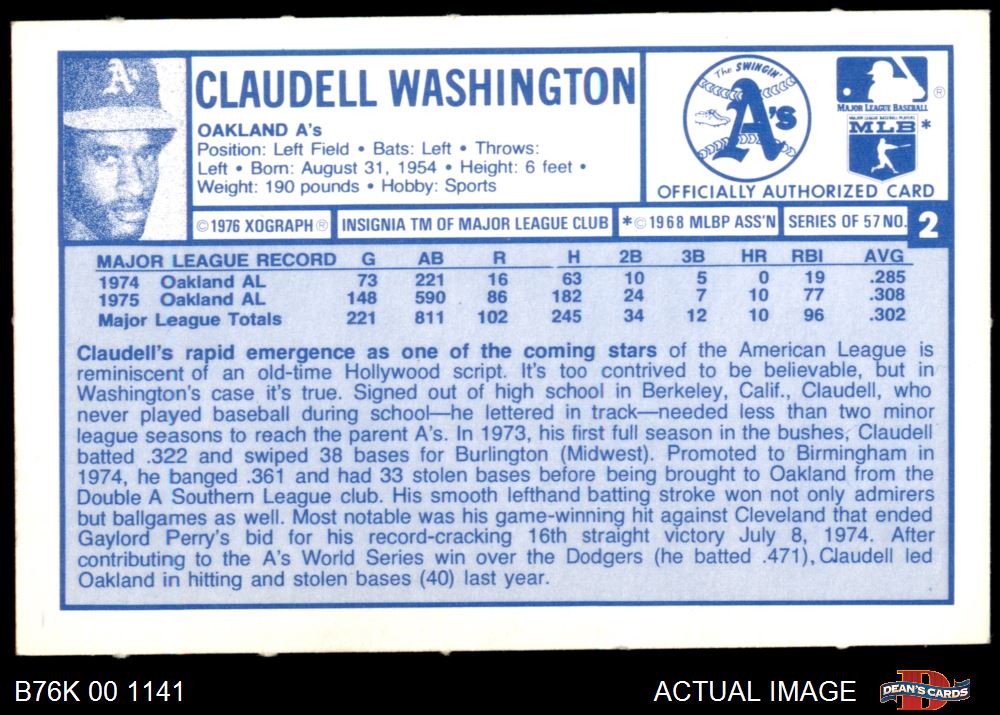 A's
CLAUDELL WASHINGTON
OAKLAND A's
Position: Left Field • Bats: Left • Throws:
Left • Born: August 31, 1954 • Height: 6 feet •
Weight: 190 pounds • Hobby: Sports
The SWINGIN'
A's
MAJOR LEAGUE BASEBALL ®
MAJOR LEAGUE BASEBALL PLAYERS
MLB *
OFFICIALLY AUTHORIZED CARD
©1976 XOGRAPH® INSIGNIA TM OF MAJOR LEAGUE CLUB *©1968 MLBP ASS'N SERIES OF 57 NO. 2
MAJOR LEAGUE RECORD G AB R H 2B 3B HR RBI AVG
1974 Oakland AL 73 221 16 63 10 5 0 19 .285
1975 Oakland AL 148 590 86 182 24 7 10 77 .308
Major League Totals 221 811 102 245 34 12 10 96 .302
Claudell's rapid emergence as one of the coming stars of the American League is
reminiscent of an old-time Hollywood script. It's too contrived to be believable, but in
Washington's case it's true. Signed out of high school in Berkeley, Calif., Claudell, who
never played baseball during school—he lettered in track—needed less than two minor
league seasons to reach the parent A's. In 1973, his first full season in the bushes, Claudell
batted .322 and swiped 38 bases for Burlington (Midwest). Promoted to Birmingham in
1974, he banged .361 and had 33 stolen bases before being brought to Oakland from the
Double A Southern League club. His smooth lefthand batting stroke won not only admirers
but ballgames as well. Most notable was his game-winning hit against Cleveland that ended
Gaylord Perry's bid for his record-cracking 16th straight victory July 8, 1974. After
contributing to the A's World Series win over the Dodgers (he batted .471), Claudell led
Oakland in hitting and stolen bases (40) last year.
B76K 00 1141
ACTUAL IMAGE
DEAN'S CARDS